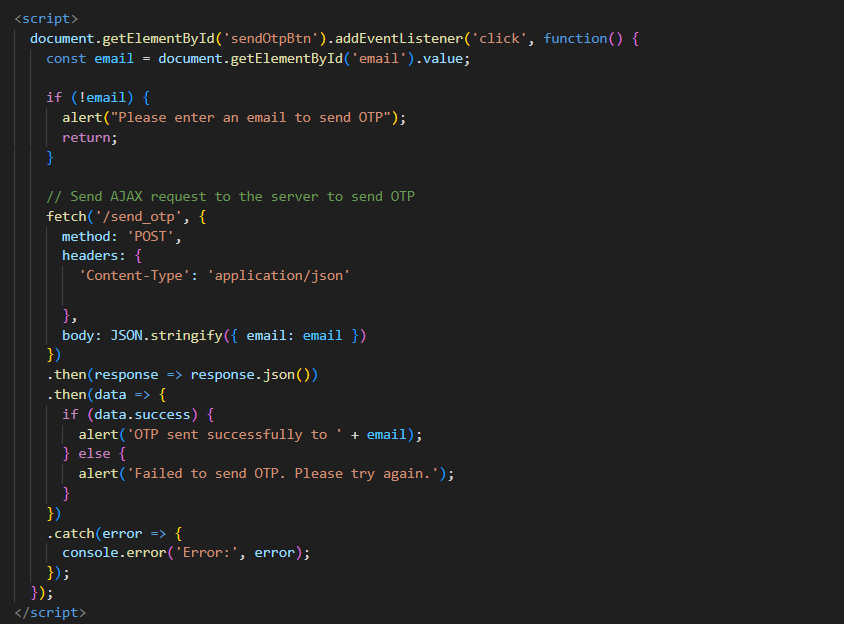 <script>
document.getElementById('sendOtpBtn').addEventListener('click', function() {
const email = document.getElementById('email').value;
if (!email) {
alert("Please enter an email to send OTP");
return;
}
// Send AJAX request to the server to send OTP
fetch('/send_otp', {
method: 'POST',
headers: {
'Content-Type': 'application/json'
},
body: JSON.stringify({ email: email })
})
.then(response => response.json())
.then(data => {
if (data.success) {
alert('OTP sent successfully to ' + email);
} else {
alert('Failed to send OTP. Please try again.');
}
})
.catch(error => {
console.error('Error:', error);
});
});
</script>